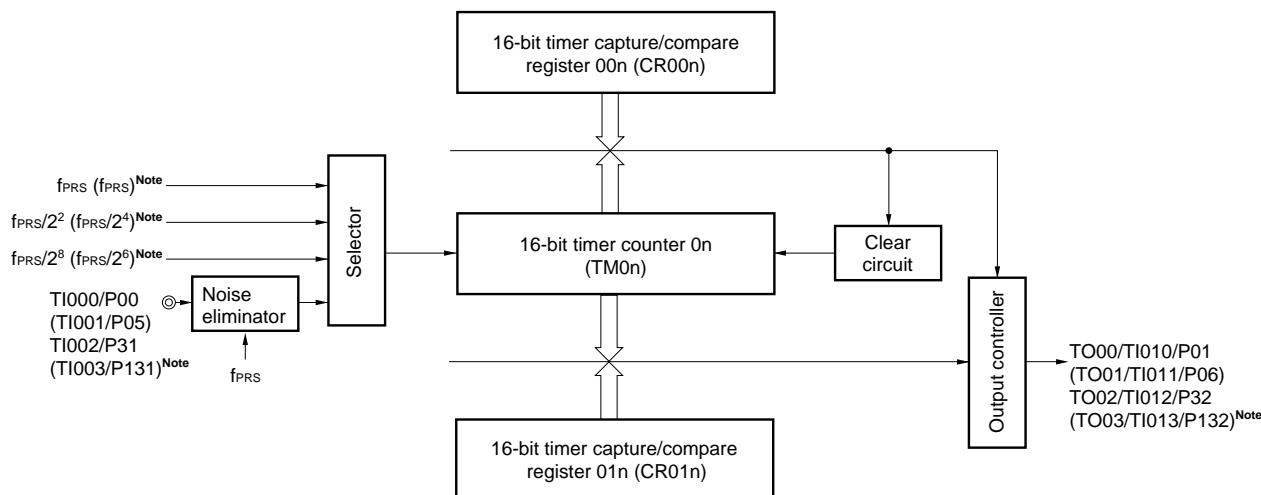 16-bit timer capture/compare
register 00n (CR00n)
fPRS (fPRS)Note
fPRS/2² (fPRS/2⁴)Note
fPRS/2⁸ (fPRS/2⁶)Note
TI000/P00
(TI001/P05)
TI002/P31
(TI003/P131)Note
Noise
eliminator
fPRS
Selector
16-bit timer counter 0n
(TM0n)
Clear
circuit
Output controller
TO00/TI010/P01
(TO01/TI011/P06)
TO02/TI012/P32
(TO03/TI013/P132)Note
16-bit timer capture/compare
register 01n (CR01n)